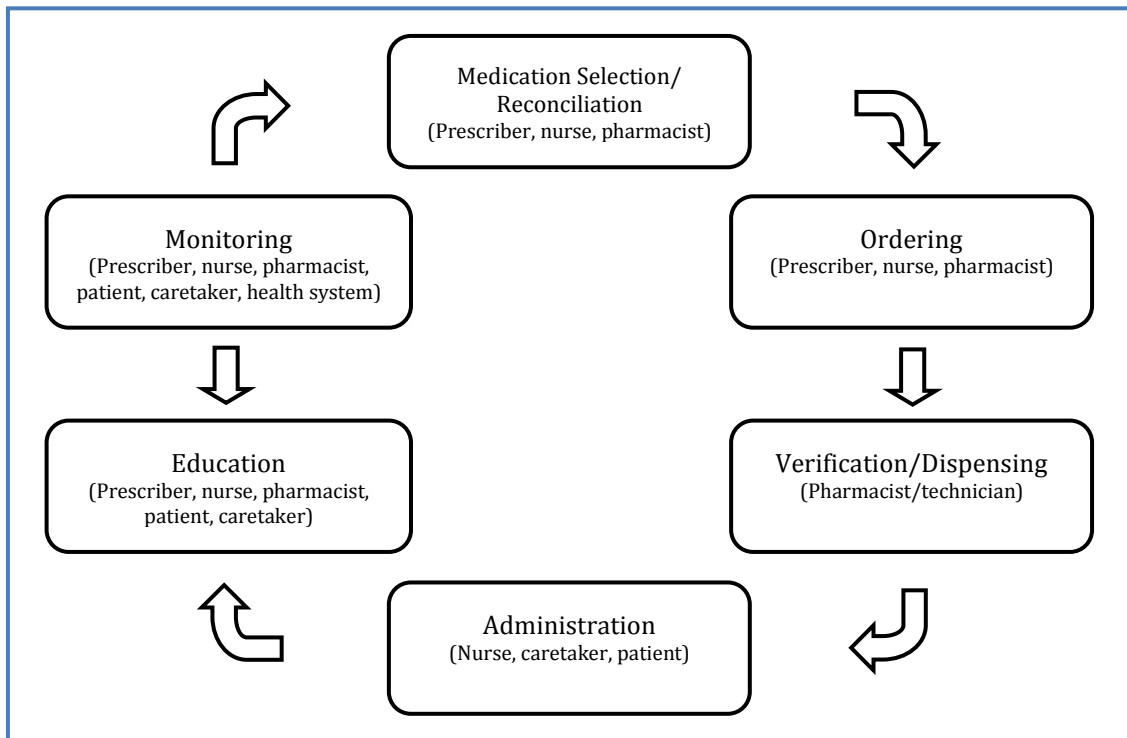 Medication Selection/
Reconciliation
(Prescriber, nurse, pharmacist)
Monitoring
(Prescriber, nurse, pharmacist,
patient, caretaker, health system)
Ordering
(Prescriber, nurse, pharmacist)
Education
(Prescriber, nurse, pharmacist,
patient, caretaker)
Verification/Dispensing
(Pharmacist/technician)
Administration
(Nurse, caretaker, patient)